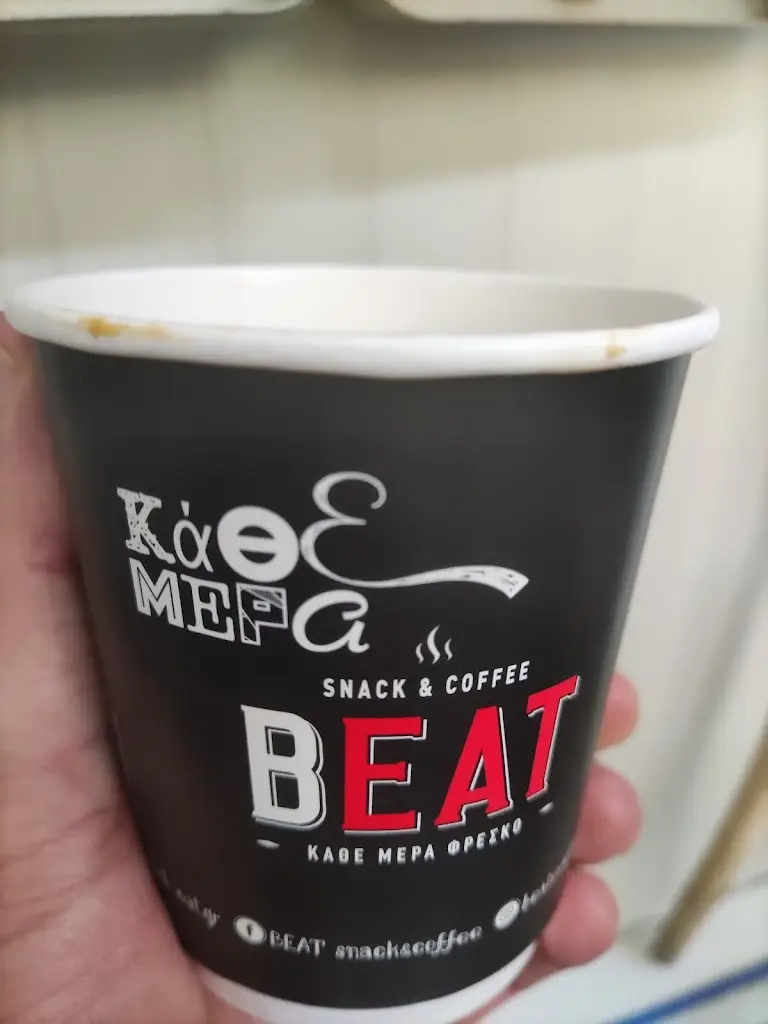 Κάθε
ΜΕΡα
SNACK & COFFEE
BEAT
ΚΑΘΕ ΜΕΡΑ ΦΡΕΣΚΟ
BEAT snack&coffee